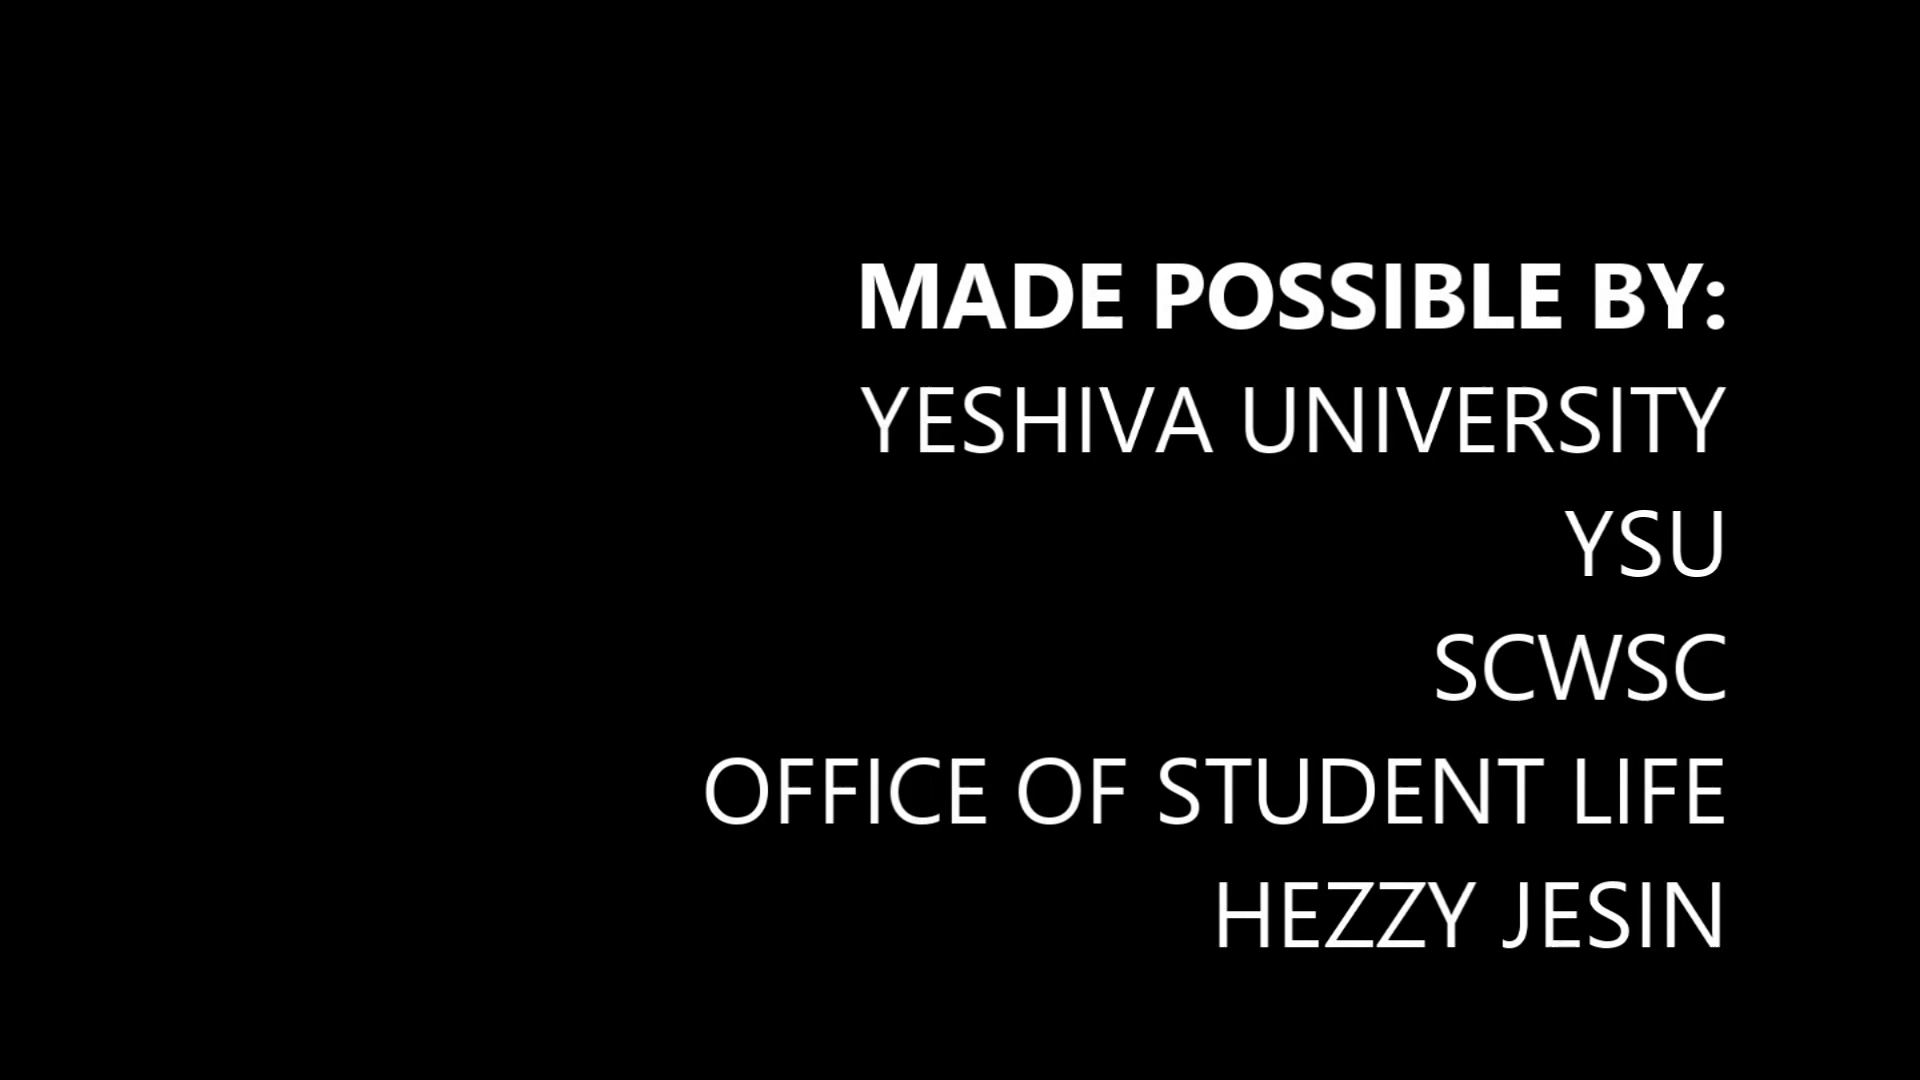 MADE POSSIBLE BY:
YESHIVA UNIVERSITY
YSU
SCWSC
OFFICE OF STUDENT LIFE
HEZZY JESIN